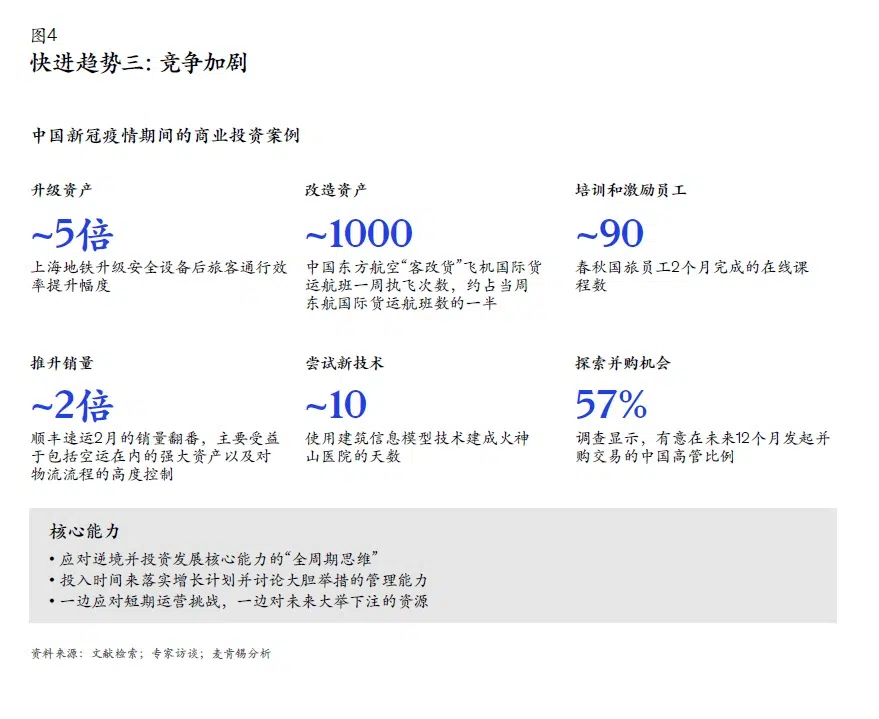 图4
快进趋势三：竞争加剧
中国新冠疫情期间的商业投资案例
升级资产
~5倍
上海地铁升级安全设备后旅客通行效
率提升幅度
改造资产
~1000
中国东方航空“客改货”飞机国际货
运航班一周执飞次数，约占当周
东航国际货运航班数的一半
培训和激励员工
~90
春秋国旅员工2个月完成的在线课
程数
推升销量
~2倍
顺丰速运2月的销量翻番，主要受益
于包括空运在内的强大资产以及对
物流流程的高度控制
尝试新技术
~10
使用建筑信息模型技术建成火神
山医院的天数
探索并购机会
57%
调查显示，有意在未来12个月发起并
购交易的中国高管比例
核心能力
• 应对逆境并投资发展核心能力的“全周期思维”
• 投入时间来落实增长计划并讨论大胆举措的管理能力
• 一边应对短期运营挑战，一边对未来大举下注的资源
资料来源：文献检索；专家访谈；麦肯锡分析